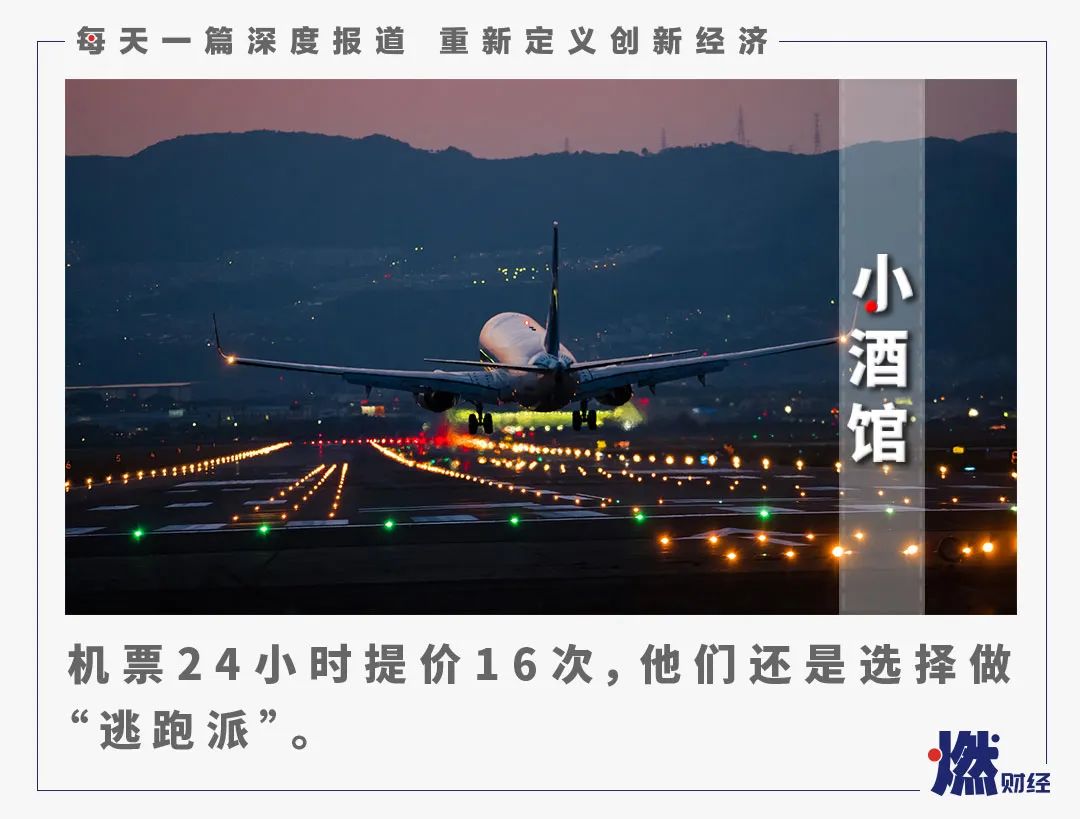 每天一篇深度报道 重新定义创新经济
小酒馆
机票24小时提价16次,他们还是选择做
“逃跑派”。
燃财经